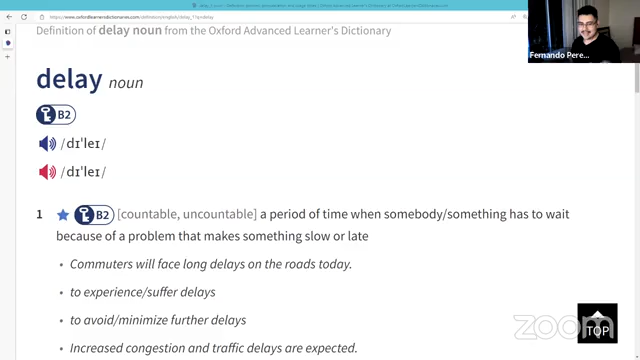 https://www.oxfordlearnersdictionaries.com/definition/english/delay_1?q=delay
Definition of delay noun from the Oxford Advanced Learner's Dictionary
Fernando Pere...
delay noun
B2
/dɪˈleɪ/
/dɪˈleɪ/
1 B2 [countable, uncountable] a period of time when somebody/something has to wait
because of a problem that makes something slow or late
• Commuters will face long delays on the roads today.
• to experience/suffer delays
• to avoid/minimize further delays
• Increased congestion and traffic delays are expected.
TOP
zoom